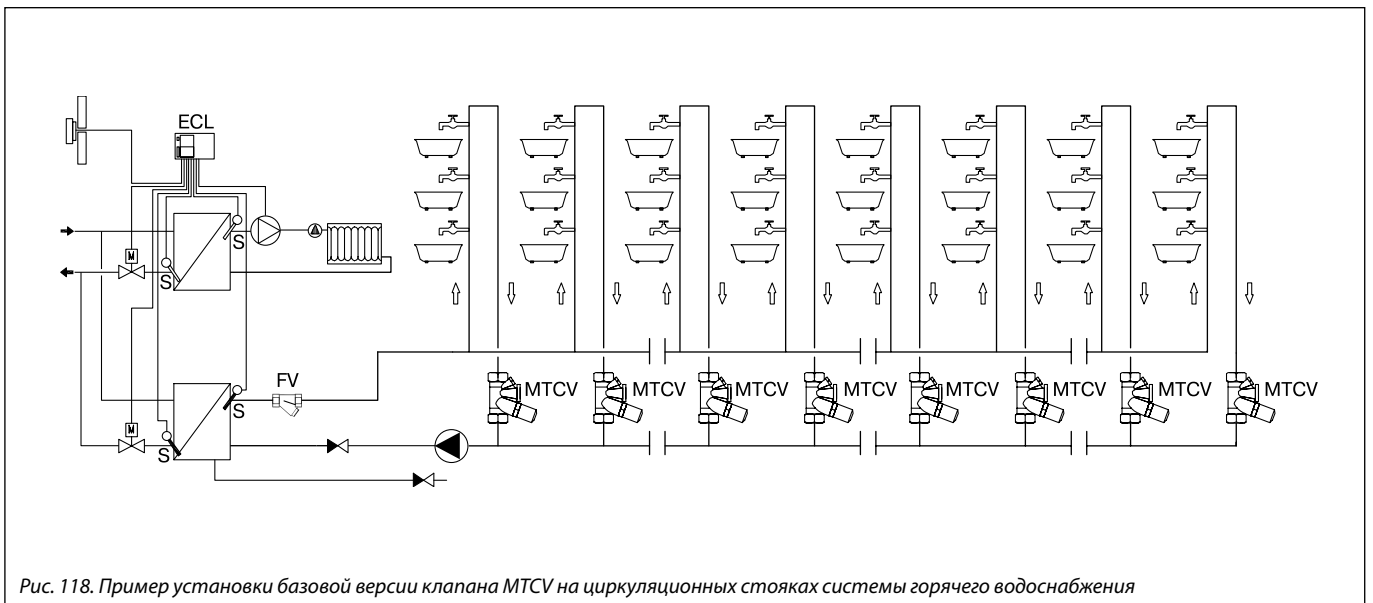 ECL
M
S
S
M
S
S
FV
MTCV MTCV MTCV MTCV MTCV MTCV MTCV MTCV
Рис. 118. Пример установки базовой версии клапана MTCV на циркуляционных стояках системы горячего водоснабжения